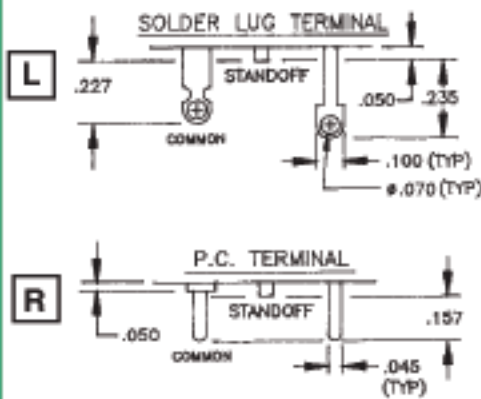 SOLDER LUG TERMINAL
L
.227
STANDOFF
.050
.235
COMMON
.100 (TYP)
ø.070 (TYP)
P.C. TERMINAL
R
.050
STANDOFF
.157
COMMON
.045
(TYP)